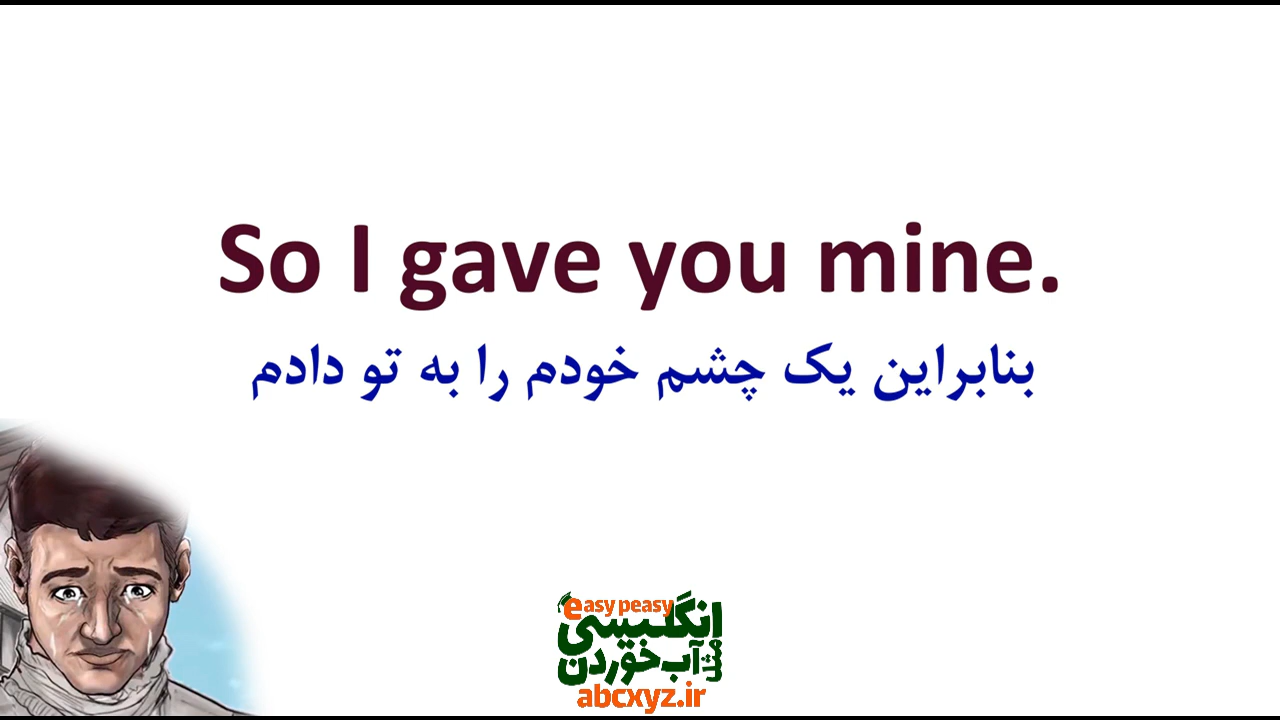 So I gave you mine.
بنابراین یک چشم خودم را به تو دادم
easy peasy
انگلیسی
مثل آب خوردن
abcxyz.ir